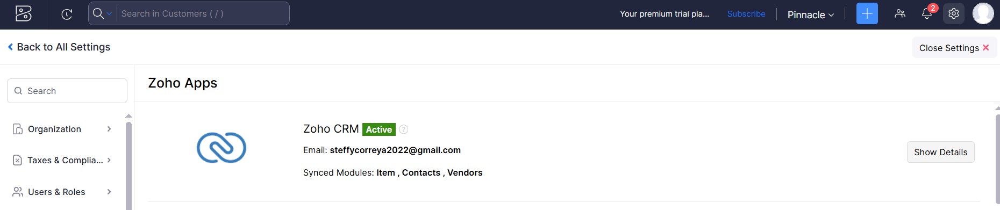 Search in Customers ( / )
Your premium trial pla...
Subscribe
Pinnacle
2
Back to All Settings
Close Settings
Search
Zoho Apps
Organization
Taxes & Complia...
Users & Roles
Zoho CRM Active ?
Email: steffycorreya2022@gmail.com
Synced Modules: Item , Contacts , Vendors
Show Details